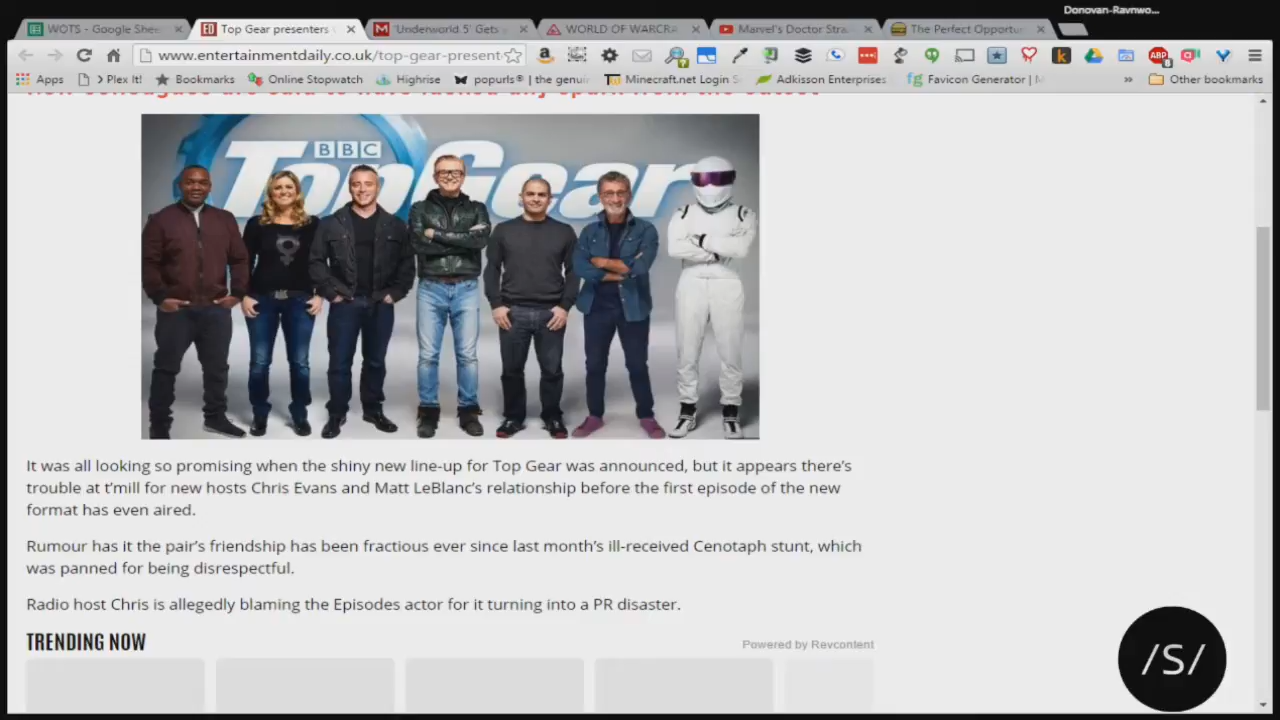 Donovan-Ravnwo...
WOTS - Google Shee
Top Gear presenters
'Underworld 5' Gets
WORLD OF WARCRA
Marvel's Doctor Stra
The Perfect Opportu
www.entertainmentdaily.co.uk/top-gear-present
Apps
> Plex It!
Bookmarks
Online Stopwatch
Highrise
popurls® | the genuin
Minecraft.net Login S
Adkisson Enterprises
Favicon Generator | M
»
Other bookmarks
BBC
TopGear
It was all looking so promising when the shiny new line-up for Top Gear was announced, but it appears there's
trouble at t'mill for new hosts Chris Evans and Matt LeBlanc's relationship before the first episode of the new
format has even aired.
Rumour has it the pair's friendship has been fractious ever since last month's ill-received Cenotaph stunt, which
was panned for being disrespectful.
Radio host Chris is allegedly blaming the Episodes actor for it turning into a PR disaster.
TRENDING NOW
Powered by Revcontent
/S/